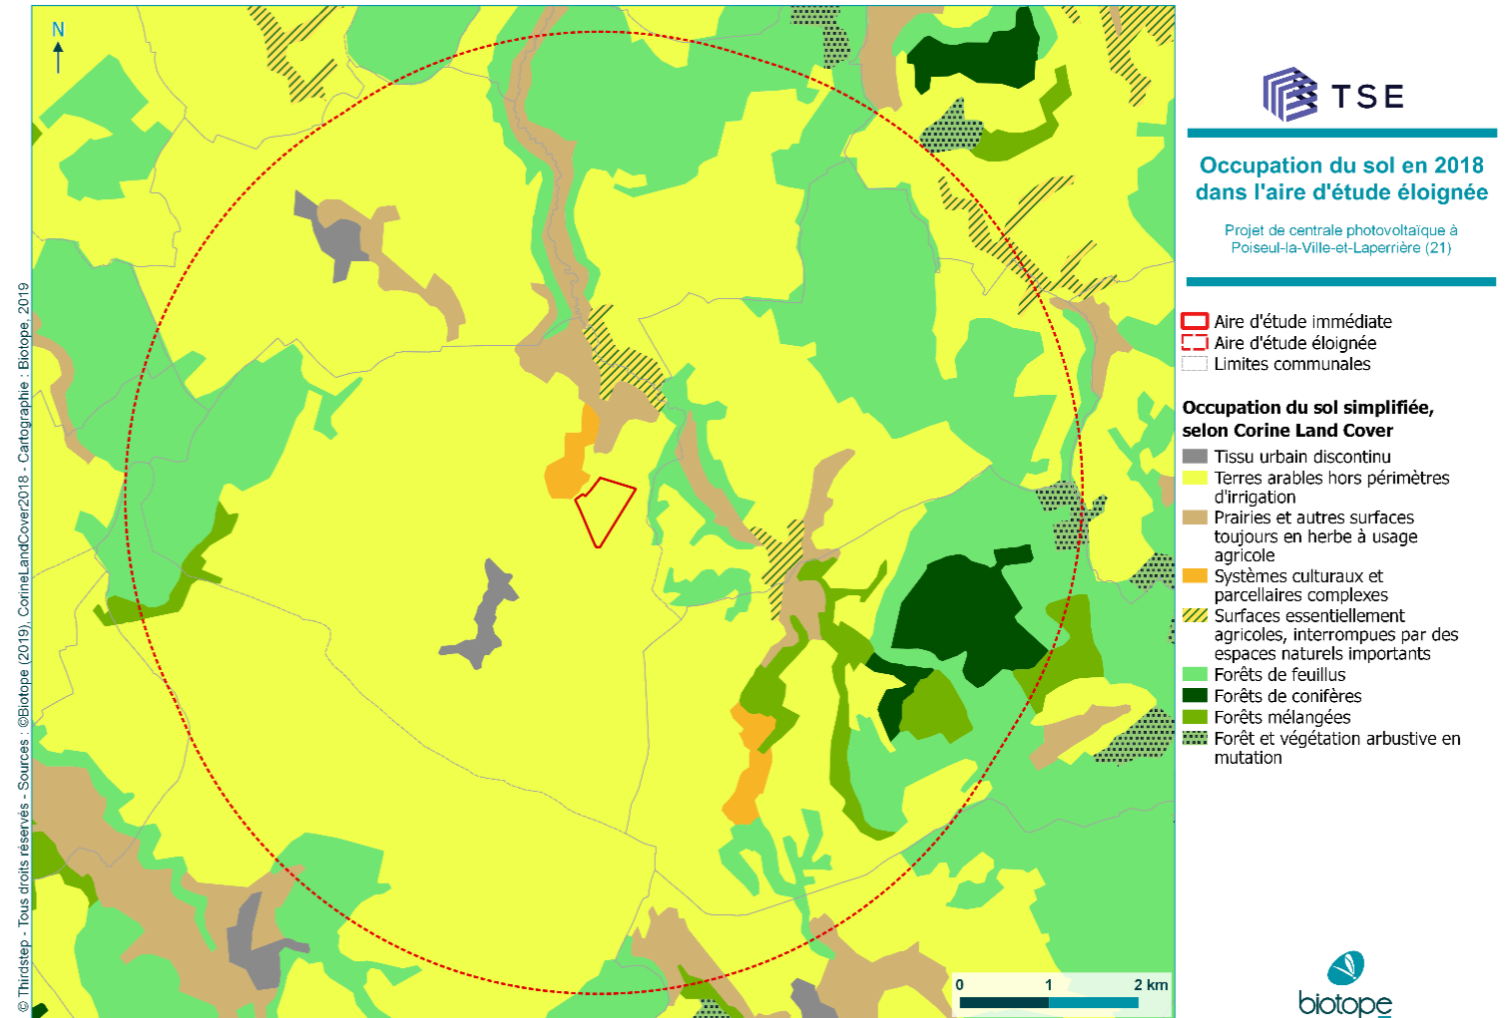 N
TSE
Occupation du sol en 2018
dans l'aire d'étude éloignée
Projet de centrale photovoltaïque à
Poiseul-la-Ville-et-Laperrière (21)
Aire d'étude immédiate
Aire d'étude éloignée
Limites communales
Occupation du sol simplifiée,
selon Corine Land Cover
Tissu urbain discontinu
Terres arables hors périmètres
d'irrigation
Prairies et autres surfaces
toujours en herbe à usage
agricole
Systèmes culturaux et
parcellaires complexes
Surfaces essentiellement
agricoles, interrompues par des
espaces naturels importants
Forêts de feuillus
Forêts de conifères
Forêts mélangées
Forêt et végétation arbustive en
mutation
0 1 2 km
biotope
© Thirdstep - Tous droits réservés - Sources : ©Biotope (2019), CorineLandCover2018 - Cartographie : Biotope, 2019